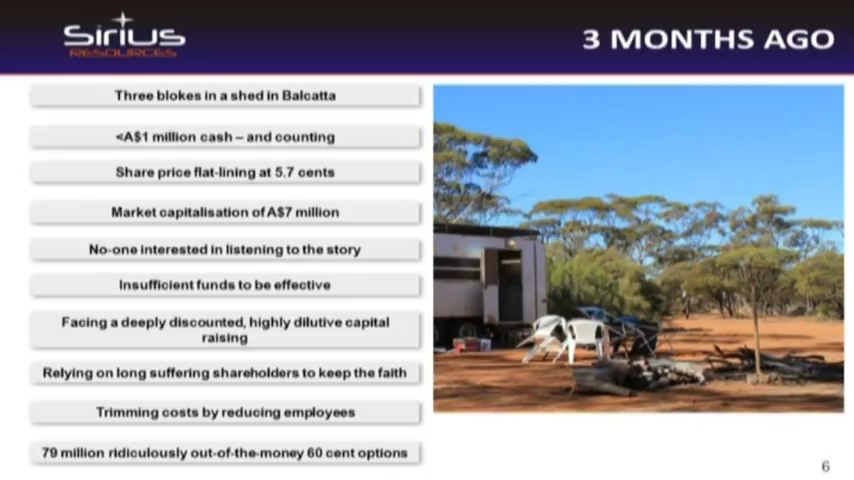 Sirius
RESOURCES
3 MONTHS AGO
Three blokes in a shed in Balcatta
<A$1 million cash – and counting
Share price flat-lining at 5.7 cents
Market capitalisation of A$7 million
No-one interested in listening to the story
Insufficient funds to be effective
Facing a deeply discounted, highly dilutive capital
raising
Relying on long suffering shareholders to keep the faith
Trimming costs by reducing employees
79 million ridiculously out-of-the-money 60 cent options
6